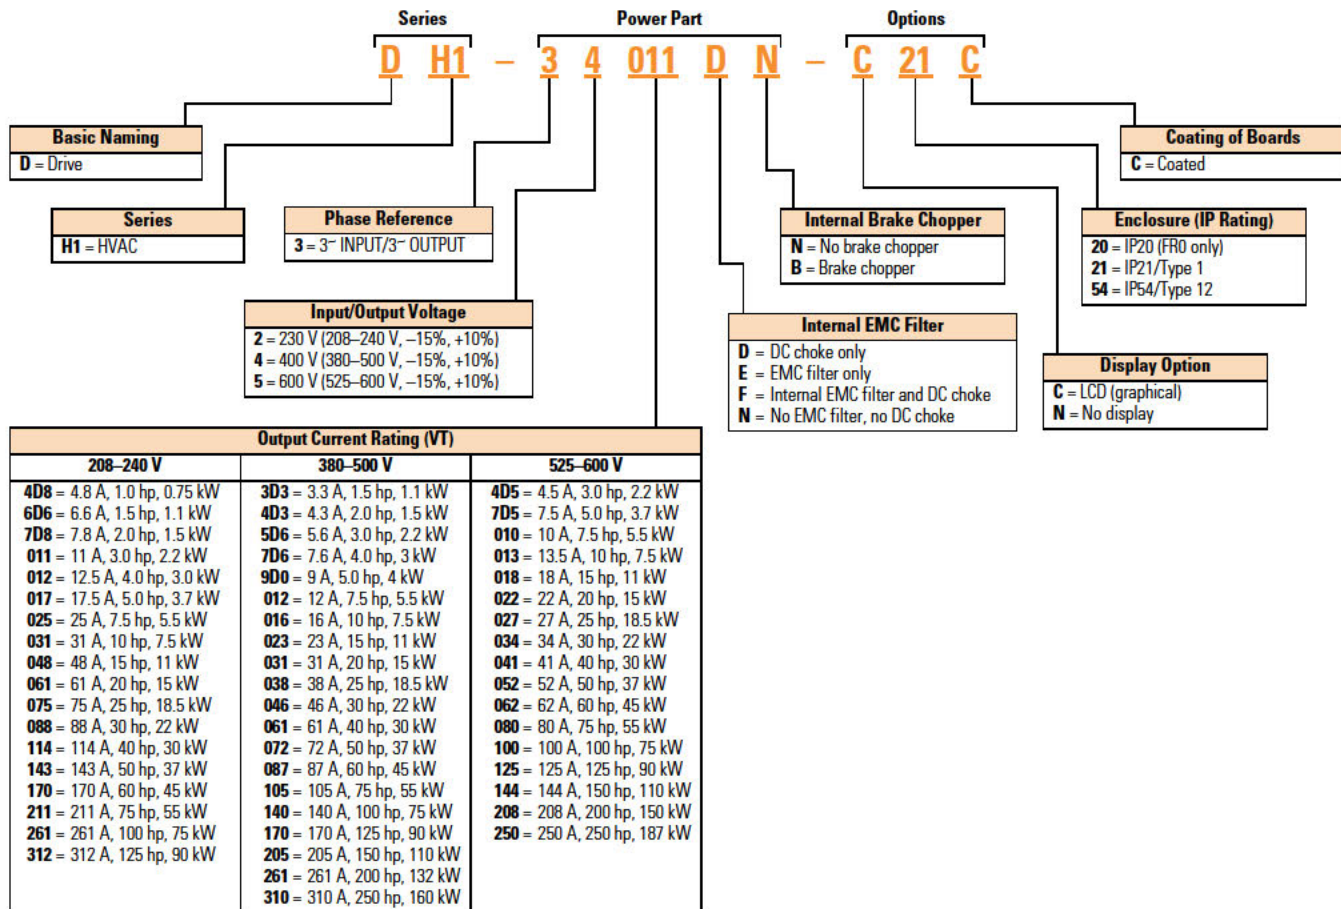 Series Power Part Options
D H1 – 3 4 011 D N – C 21 C
Basic Naming
D = Drive
Series
H1 = HVAC
Phase Reference
3 = 3~ INPUT/3~ OUTPUT
Input/Output Voltage
2 = 230 V (208–240 V, –15%, +10%)
4 = 400 V (380–500 V, –15%, +10%)
5 = 600 V (525–600 V, –15%, +10%)
Internal Brake Chopper
N = No brake chopper
B = Brake chopper
Internal EMC Filter
D = DC choke only
E = EMC filter only
F = Internal EMC filter and DC choke
N = No EMC filter, no DC choke
Coating of Boards
C = Coated
Enclosure (IP Rating)
20 = IP20 (FR0 only)
21 = IP21/Type 1
54 = IP54/Type 12
Display Option
C = LCD (graphical)
N = No display
Output Current Rating (VT)
208–240 V
4D8 = 4.8 A, 1.0 hp, 0.75 kW
6D6 = 6.6 A, 1.5 hp, 1.1 kW
7D8 = 7.8 A, 2.0 hp, 1.5 kW
011 = 11 A, 3.0 hp, 2.2 kW
012 = 12.5 A, 4.0 hp, 3.0 kW
017 = 17.5 A, 5.0 hp, 3.7 kW
025 = 25 A, 7.5 hp, 5.5 kW
031 = 31 A, 10 hp, 7.5 kW
048 = 48 A, 15 hp, 11 kW
061 = 61 A, 20 hp, 15 kW
075 = 75 A, 25 hp, 18.5 kW
088 = 88 A, 30 hp, 22 kW
114 = 114 A, 40 hp, 30 kW
143 = 143 A, 50 hp, 37 kW
170 = 170 A, 60 hp, 45 kW
211 = 211 A, 75 hp, 55 kW
261 = 261 A, 100 hp, 75 kW
312 = 312 A, 125 hp, 90 kW
380–500 V
3D3 = 3.3 A, 1.5 hp, 1.1 kW
4D3 = 4.3 A, 2.0 hp, 1.5 kW
5D6 = 5.6 A, 3.0 hp, 2.2 kW
7D6 = 7.6 A, 4.0 hp, 3 kW
9D0 = 9 A, 5.0 hp, 4 kW
012 = 12 A, 7.5 hp, 5.5 kW
016 = 16 A, 10 hp, 7.5 kW
023 = 23 A, 15 hp, 11 kW
031 = 31 A, 20 hp, 15 kW
038 = 38 A, 25 hp, 18.5 kW
046 = 46 A, 30 hp, 22 kW
061 = 61 A, 40 hp, 30 kW
072 = 72 A, 50 hp, 37 kW
087 = 87 A, 60 hp, 45 kW
105 = 105 A, 75 hp, 55 kW
140 = 140 A, 100 hp, 75 kW
170 = 170 A, 125 hp, 90 kW
205 = 205 A, 150 hp, 110 kW
261 = 261 A, 200 hp, 132 kW
310 = 310 A, 250 hp, 160 kW
525–600 V
4D5 = 4.5 A, 3.0 hp, 2.2 kW
7D5 = 7.5 A, 5.0 hp, 3.7 kW
010 = 10 A, 7.5 hp, 5.5 kW
013 = 13.5 A, 10 hp, 7.5 kW
018 = 18 A, 15 hp, 11 kW
022 = 22 A, 20 hp, 15 kW
027 = 27 A, 25 hp, 18.5 kW
034 = 34 A, 30 hp, 22 kW
041 = 41 A, 40 hp, 30 kW
052 = 52 A, 50 hp, 37 kW
062 = 62 A, 60 hp, 45 kW
080 = 80 A, 75 hp, 55 kW
100 = 100 A, 100 hp, 75 kW
125 = 125 A, 125 hp, 90 kW
144 = 144 A, 150 hp, 110 kW
208 = 208 A, 200 hp, 150 kW
250 = 250 A, 250 hp, 187 kW